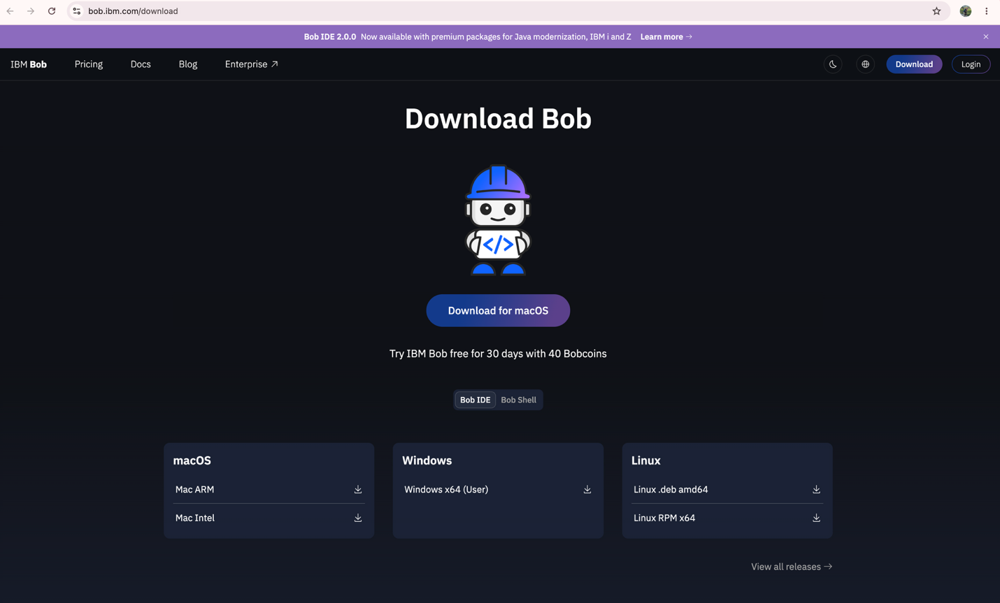 bob.ibm.com/download
Bob IDE 2.0.0 Now available with premium packages for Java modernization, IBM i and Z Learn more →
IBM Bob Pricing Docs Blog Enterprise ↗ Download Login
Download Bob
</>
Download for macOS
Try IBM Bob free for 30 days with 40 Bobcoins
Bob IDE Bob Shell
macOS
Mac ARM
Mac Intel
Windows
Windows x64 (User)
Linux
Linux .deb amd64
Linux RPM x64
View all releases →